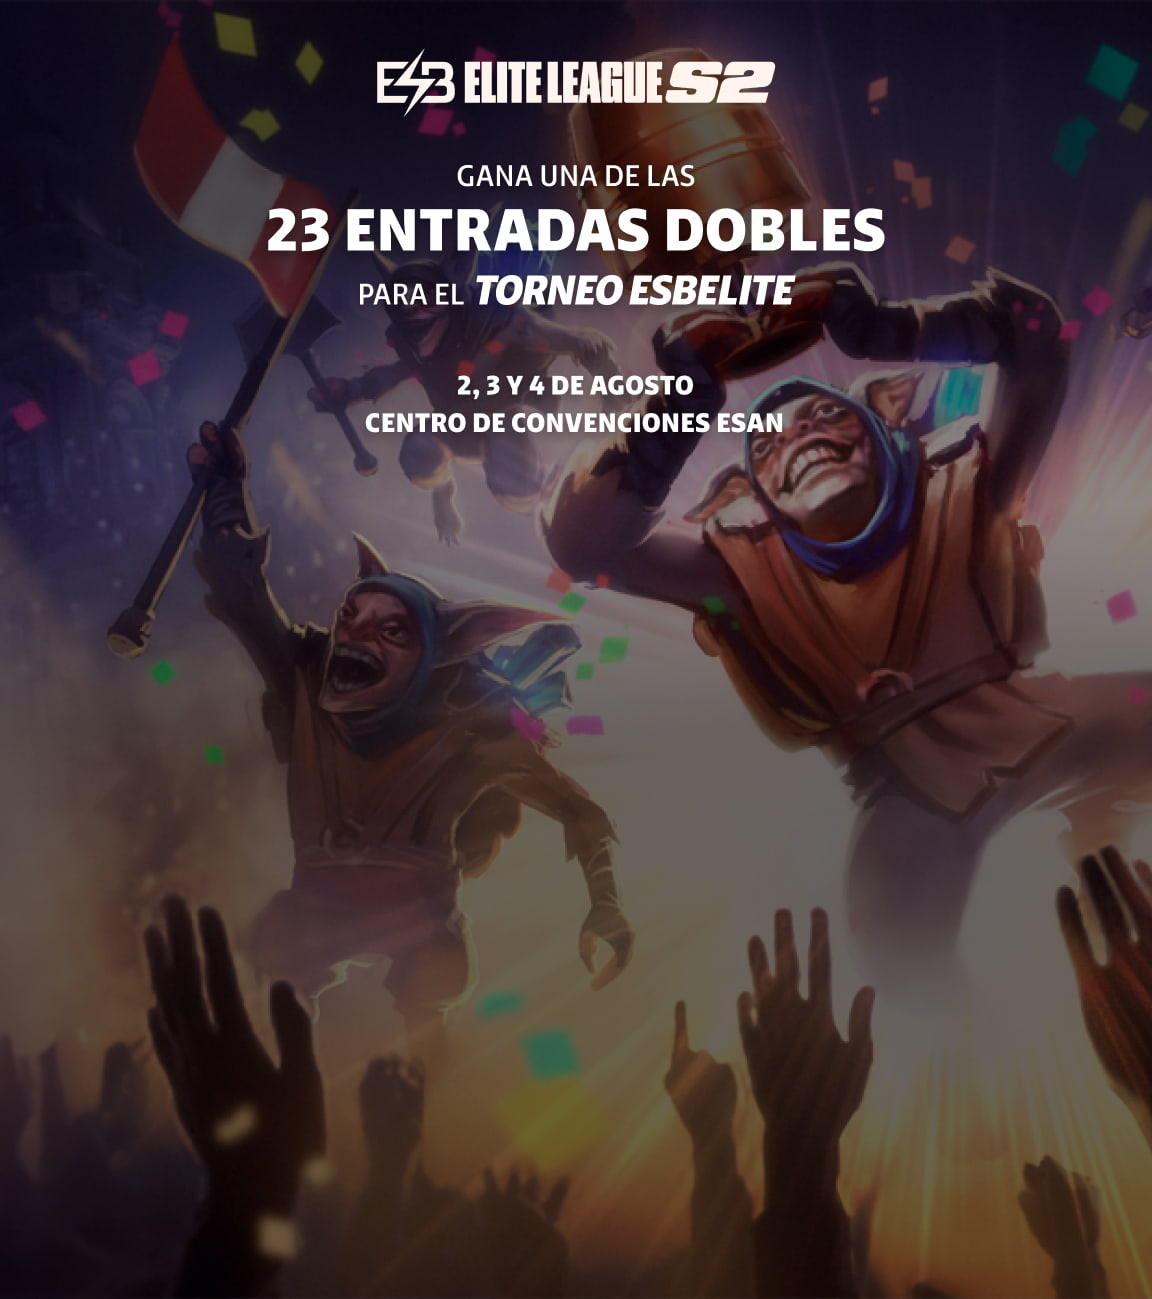 ESB ELITE LEAGUE S2
GANA UNA DE LAS
23 ENTRADAS DOBLES
PARA EL TORNEO ESBELITE
2, 3 Y 4 DE AGOSTO
CENTRO DE CONVENCIONES ESAN